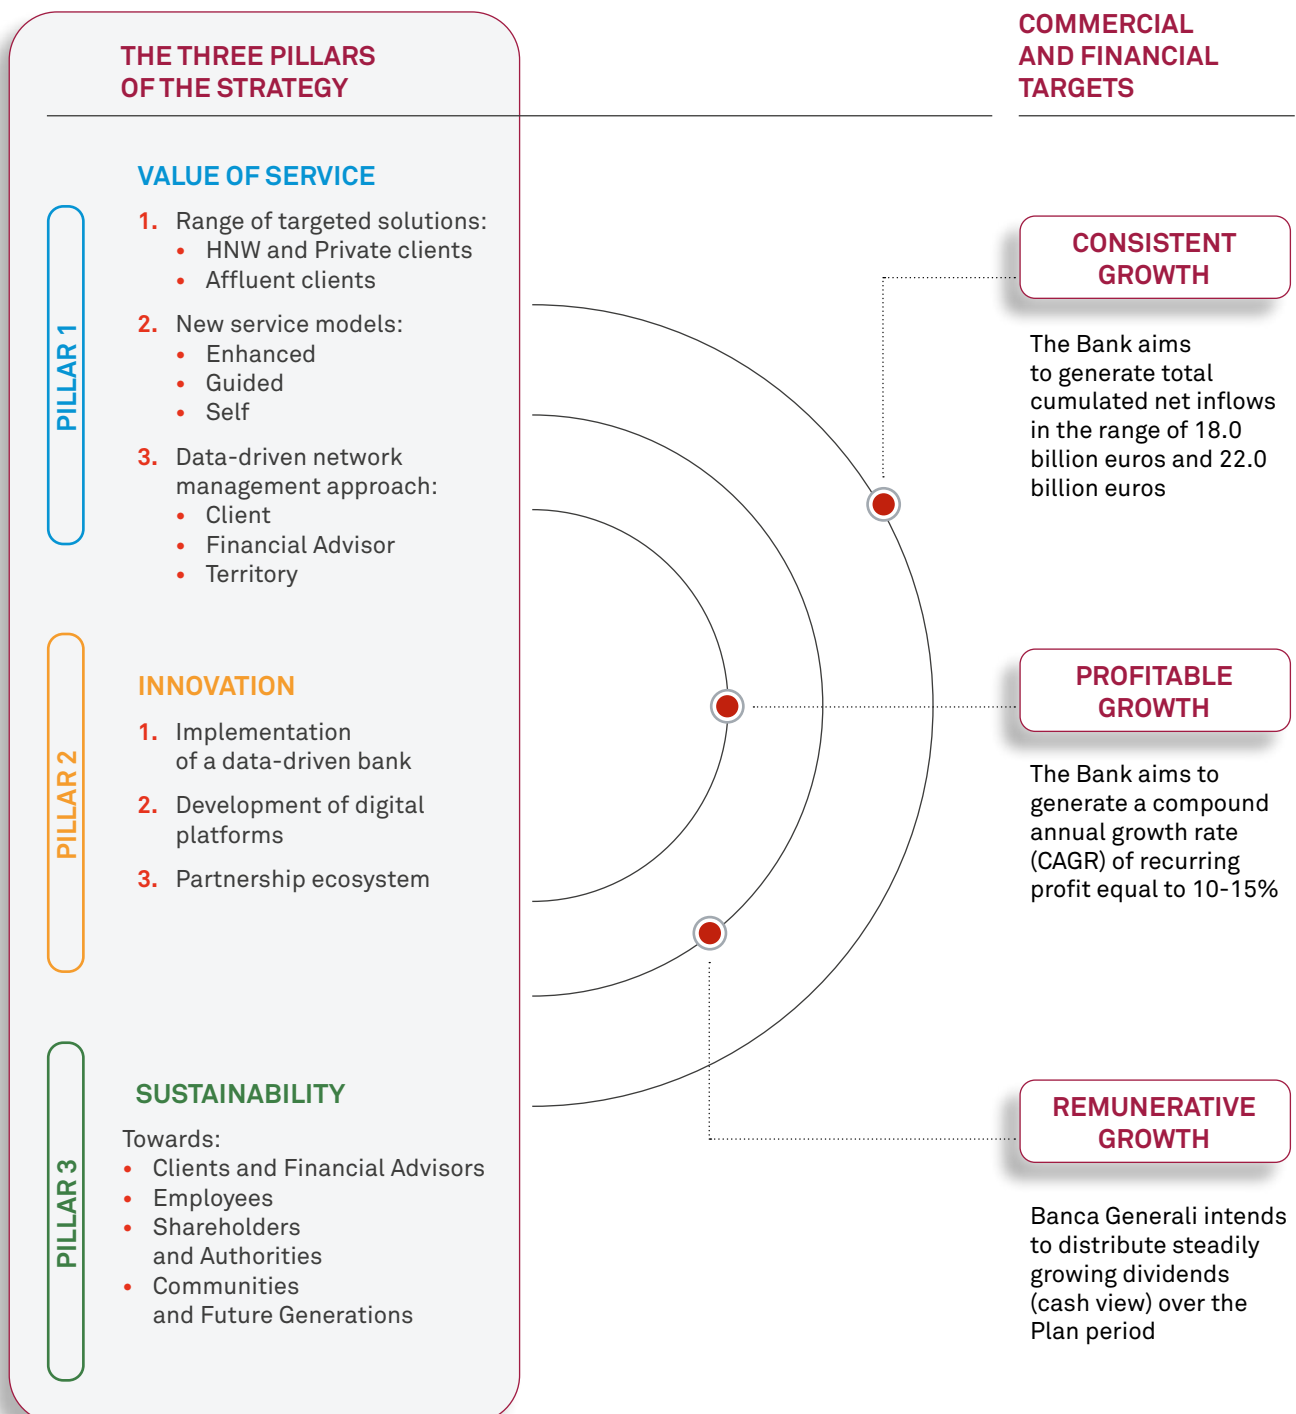 THE THREE PILLARS
OF THE STRATEGY
PILLAR 1
VALUE OF SERVICE
1. Range of targeted solutions:
• HNW and Private clients
• Affluent clients
2. New service models:
• Enhanced
• Guided
• Self
3. Data-driven network
management approach:
• Client
• Financial Advisor
• Territory
PILLAR 2
INNOVATION
1. Implementation
of a data-driven bank
2. Development of digital
platforms
3. Partnership ecosystem
PILLAR 3
SUSTAINABILITY
Towards:
• Clients and Financial Advisors
• Employees
• Shareholders
and Authorities
• Communities
and Future Generations
COMMERCIAL
AND FINANCIAL
TARGETS
CONSISTENT
GROWTH
The Bank aims
to generate total
cumulated net inflows
in the range of 18.0
billion euros and 22.0
billion euros
PROFITABLE
GROWTH
The Bank aims to
generate a compound
annual growth rate
(CAGR) of recurring
profit equal to 10-15%
REMUNERATIVE
GROWTH
Banca Generali intends
to distribute steadily
growing dividends
(cash view) over the
Plan period